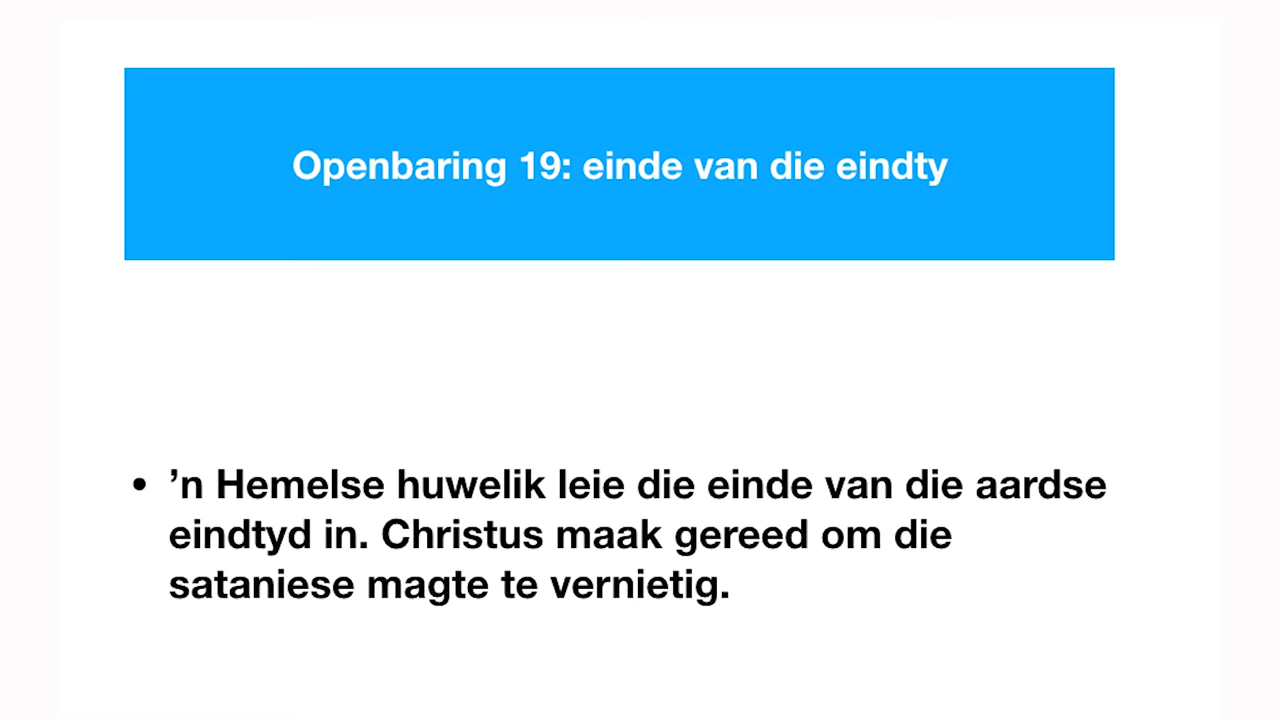 Openbaring 19: einde van die eindty
• ’n Hemelse huwelik leie die einde van die aardse
eindtyd in. Christus maak gereed om die
sataniese magte te vernietig.